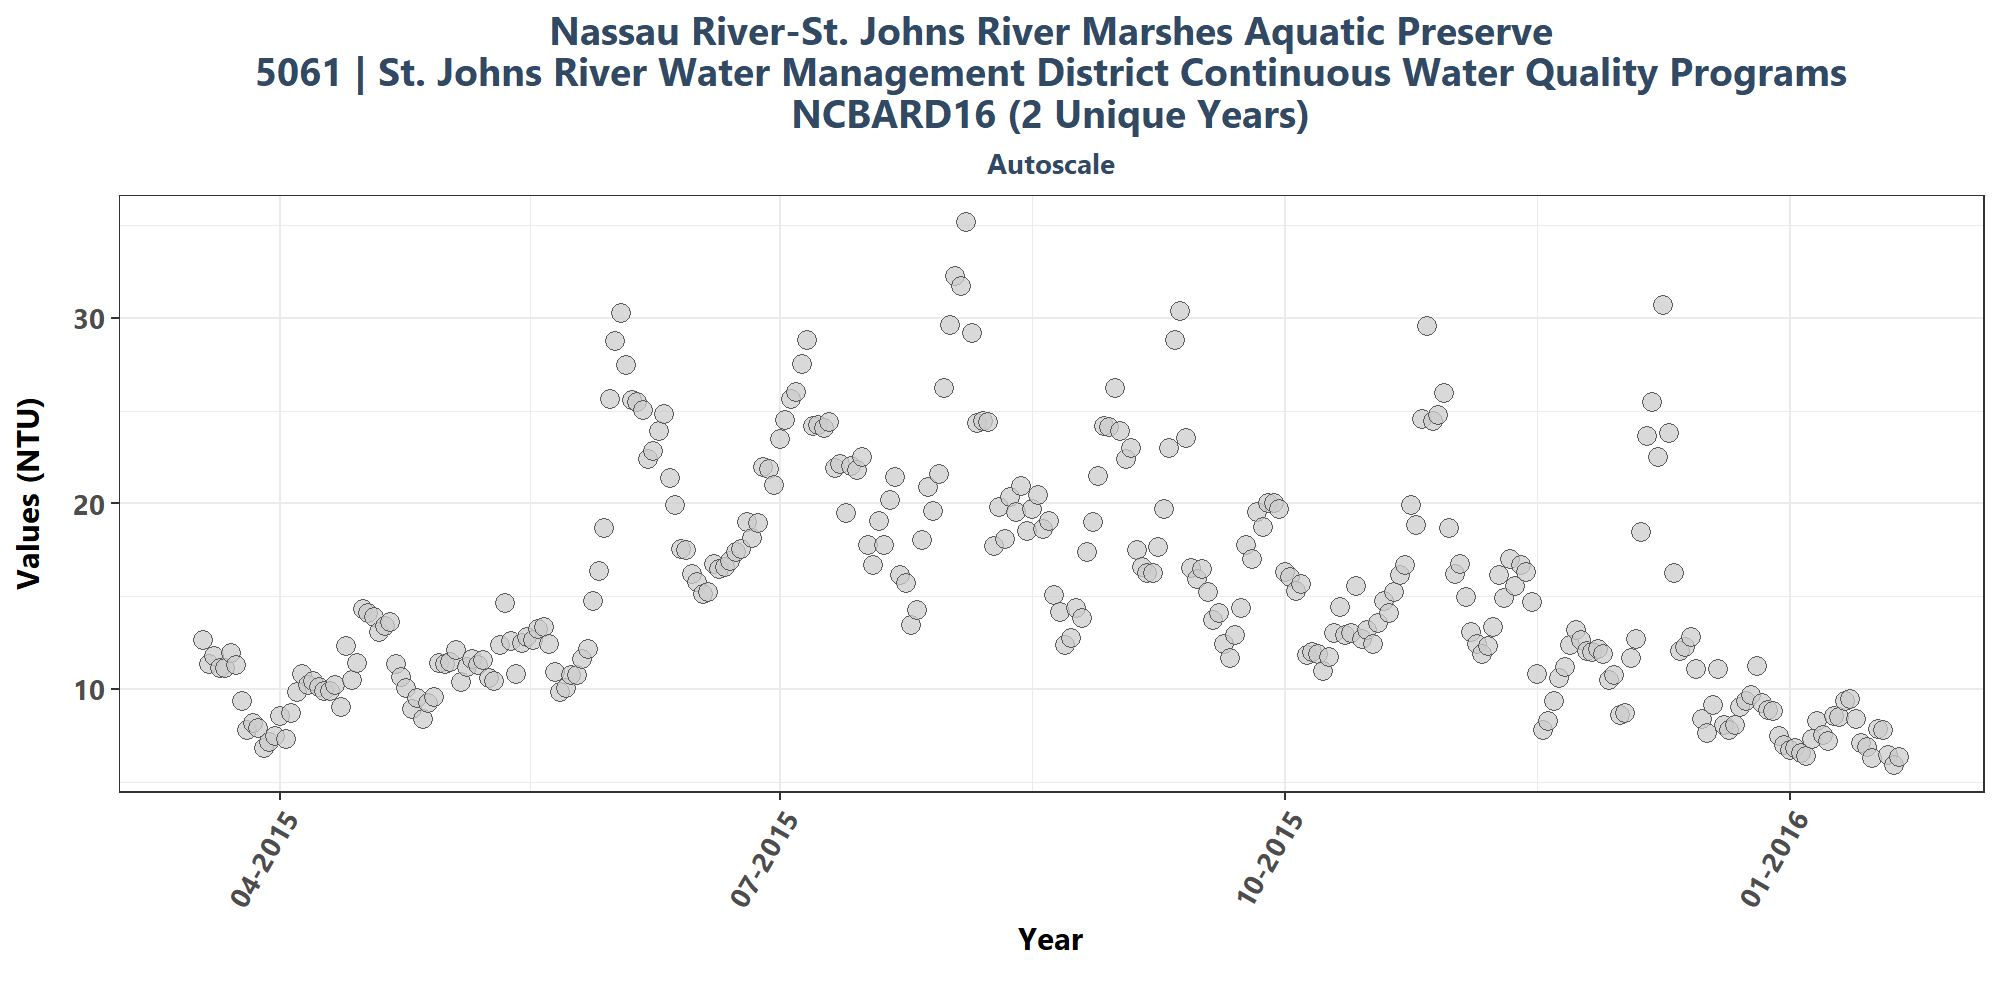 Nassau River-St. Johns River Marshes Aquatic Preserve
5061 | St. Johns River Water Management District Continuous Water Quality Programs
NCBARD16 (2 Unique Years)
Autoscale
Values (NTU)
30
20
10
04-2015
07-2015
10-2015
01-2016
Year